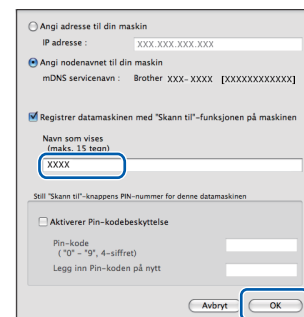 Angi adresse til din maskin
IP adresse : XXX.XXX.XXX.XXX
Angi nodenavnet til din maskin
mDNS servicenavn : Brother XXX-XXXX [XXXXXXXXXXXX]
Registrer datamaskinen med "Skann til"-funksjonen på maskinen
Navn som vises
(maks. 15 tegn)
XXXX
Still "Skann til"-knappens PIN-nummer for denne datamaskinen
Aktiverer Pin-kodebeskyttelse
Pin-kode
( "0" - "9", 4-siffret)
Legg inn Pin-koden på nytt
Avbryt OK